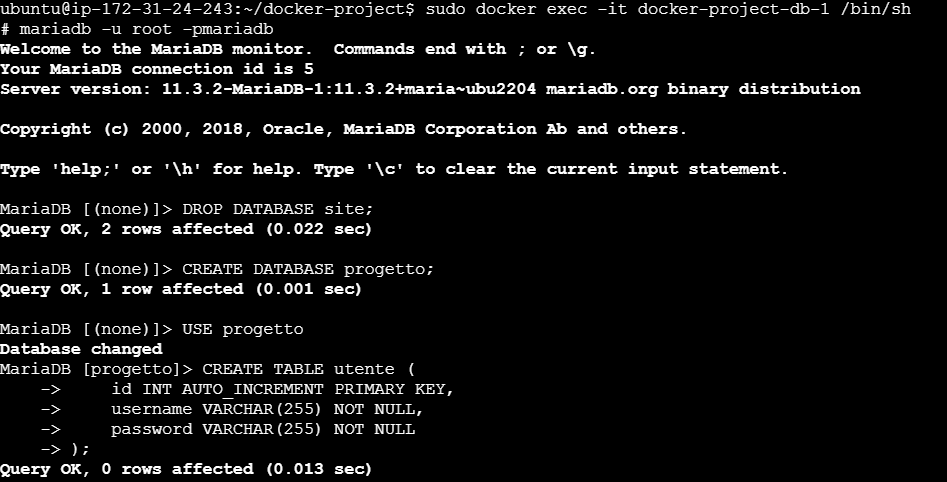 ubuntu@ip-172-31-24-243:~/docker-project$ sudo docker exec -it docker-project-db-1 /bin/sh
# mariadb -u root -pmariadb
Welcome to the MariaDB monitor.  Commands end with ; or \g.
Your MariaDB connection id is 5
Server version: 11.3.2-MariaDB-1:11.3.2+maria~ubu2204 mariadb.org binary distribution
Copyright (c) 2000, 2018, Oracle, MariaDB Corporation Ab and others.
Type 'help;' or '\h' for help. Type '\c' to clear the current input statement.
MariaDB [(none)]> DROP DATABASE site;
Query OK, 2 rows affected (0.022 sec)
MariaDB [(none)]> CREATE DATABASE progetto;
Query OK, 1 row affected (0.001 sec)
MariaDB [(none)]> USE progetto
Database changed
MariaDB [progetto]> CREATE TABLE utente (
    ->     id INT AUTO_INCREMENT PRIMARY KEY,
    ->     username VARCHAR(255) NOT NULL,
    ->     password VARCHAR(255) NOT NULL
    -> );
Query OK, 0 rows affected (0.013 sec)